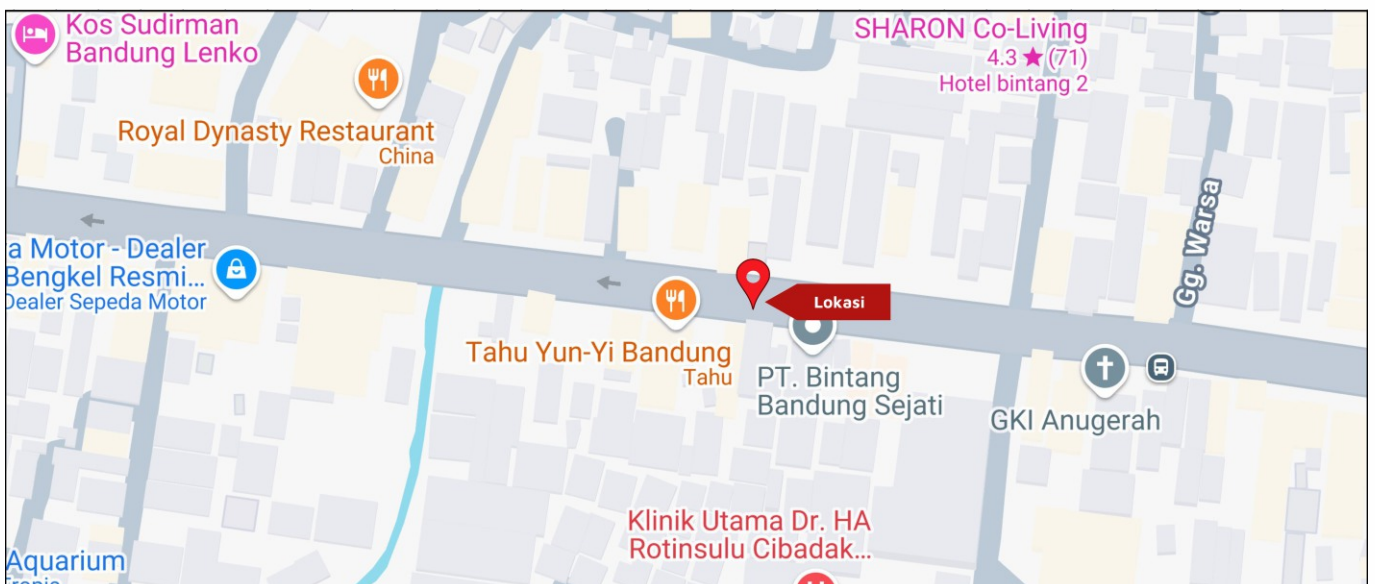 Kos Sudirman
Bandung Lenko
SHARON Co-Living
4.3 ★ (71)
Hotel bintang 2
Royal Dynasty Restaurant
China
Gg. Warsa
a Motor - Dealer
Bengkel Resmi...
Dealer Sepeda Motor
Lokasi
Tahu Yun-Yi Bandung
Tahu
PT. Bintang
Bandung Sejati
GKI Anugerah
Klinik Utama Dr. HA
Rotinsulu Cibadak...
Aquarium